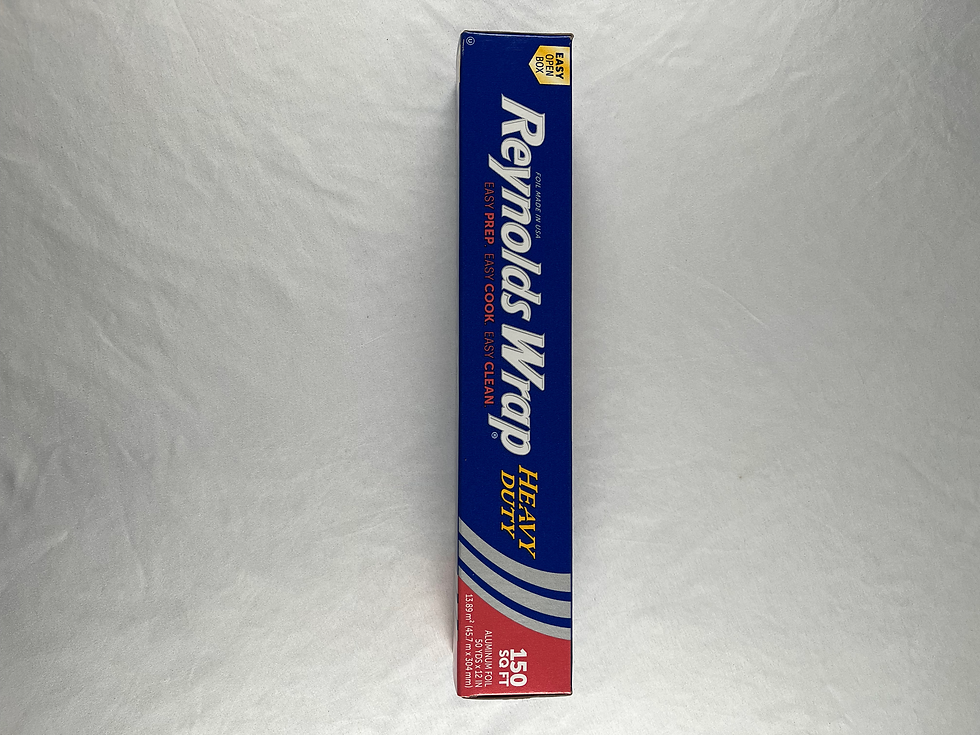 EASY
OPEN
BOX
FOIL MADE IN USA
Reynolds Wrap®
EASY PREP. EASY COOK. EASY CLEAN.
HEAVY
DUTY
150
SQ FT
ALUMINUM FOIL
50 YDS x 12 IN
13.89 m² (45.7 m x 304 mm)
U